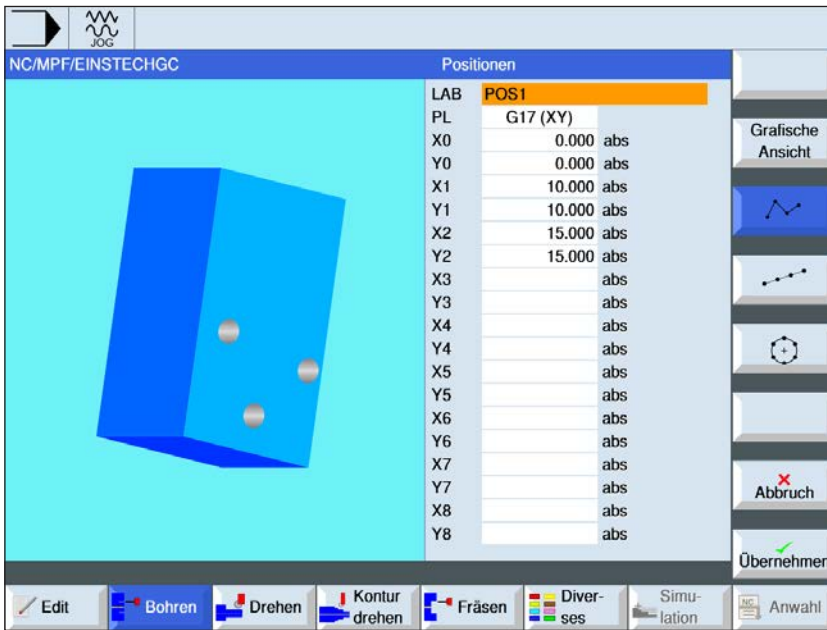 JOG
NC/MPF/EINSTECHGC
Positionen
LAB POS1
PL G17 (XY)
X0 0.000 abs
Y0 0.000 abs
X1 10.000 abs
Y1 10.000 abs
X2 15.000 abs
Y2 15.000 abs
X3 abs
Y3 abs
X4 abs
Y4 abs
X5 abs
Y5 abs
X6 abs
Y6 abs
X7 abs
Y7 abs
X8 abs
Y8 abs
Grafische
Ansicht
Abbruch
Übernehmen
Edit
Bohren
Drehen
Kontur
drehen
Fräsen
Diver-
ses
Simu-
lation
NC
Anwahl